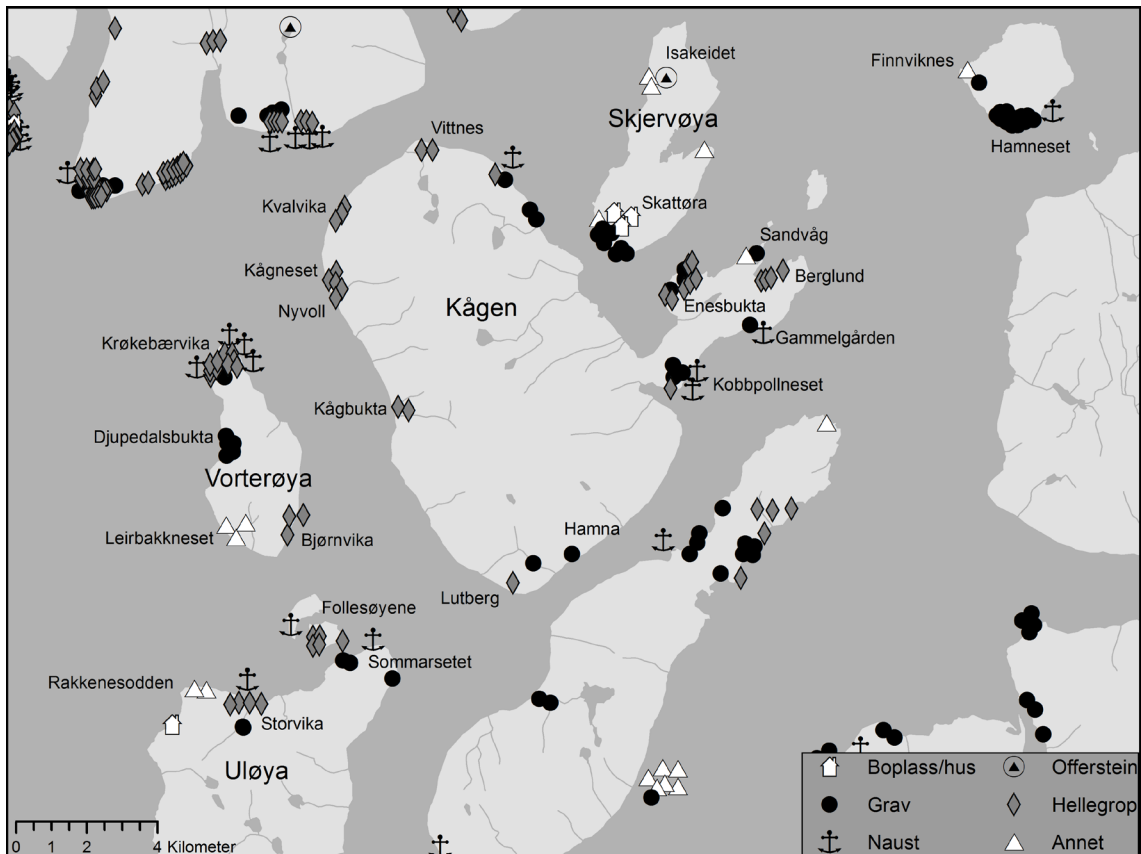 Isakeidet
Finnviknes
Skjervøya
Vittnes
Hamneset
Kvalvika
Skattøra
Sandvåg
Kågneset
Berglund
Enesbukta
Kågen
Nyvoll
Gammelgården
Krøkebærvika
Kobbpollneset
Kågbukta
Djupedalsbukta
Vorterøya
Hamna
Leirbakkneset
Bjørnvika
Lutberg
Follesøyene
Sommarsetet
Rakkenesodden
Storvika
Uløya
Boplass/hus
Offerstein
Grav
Hellegrop
Naust
Annet
0 1 2 4 Kilometer